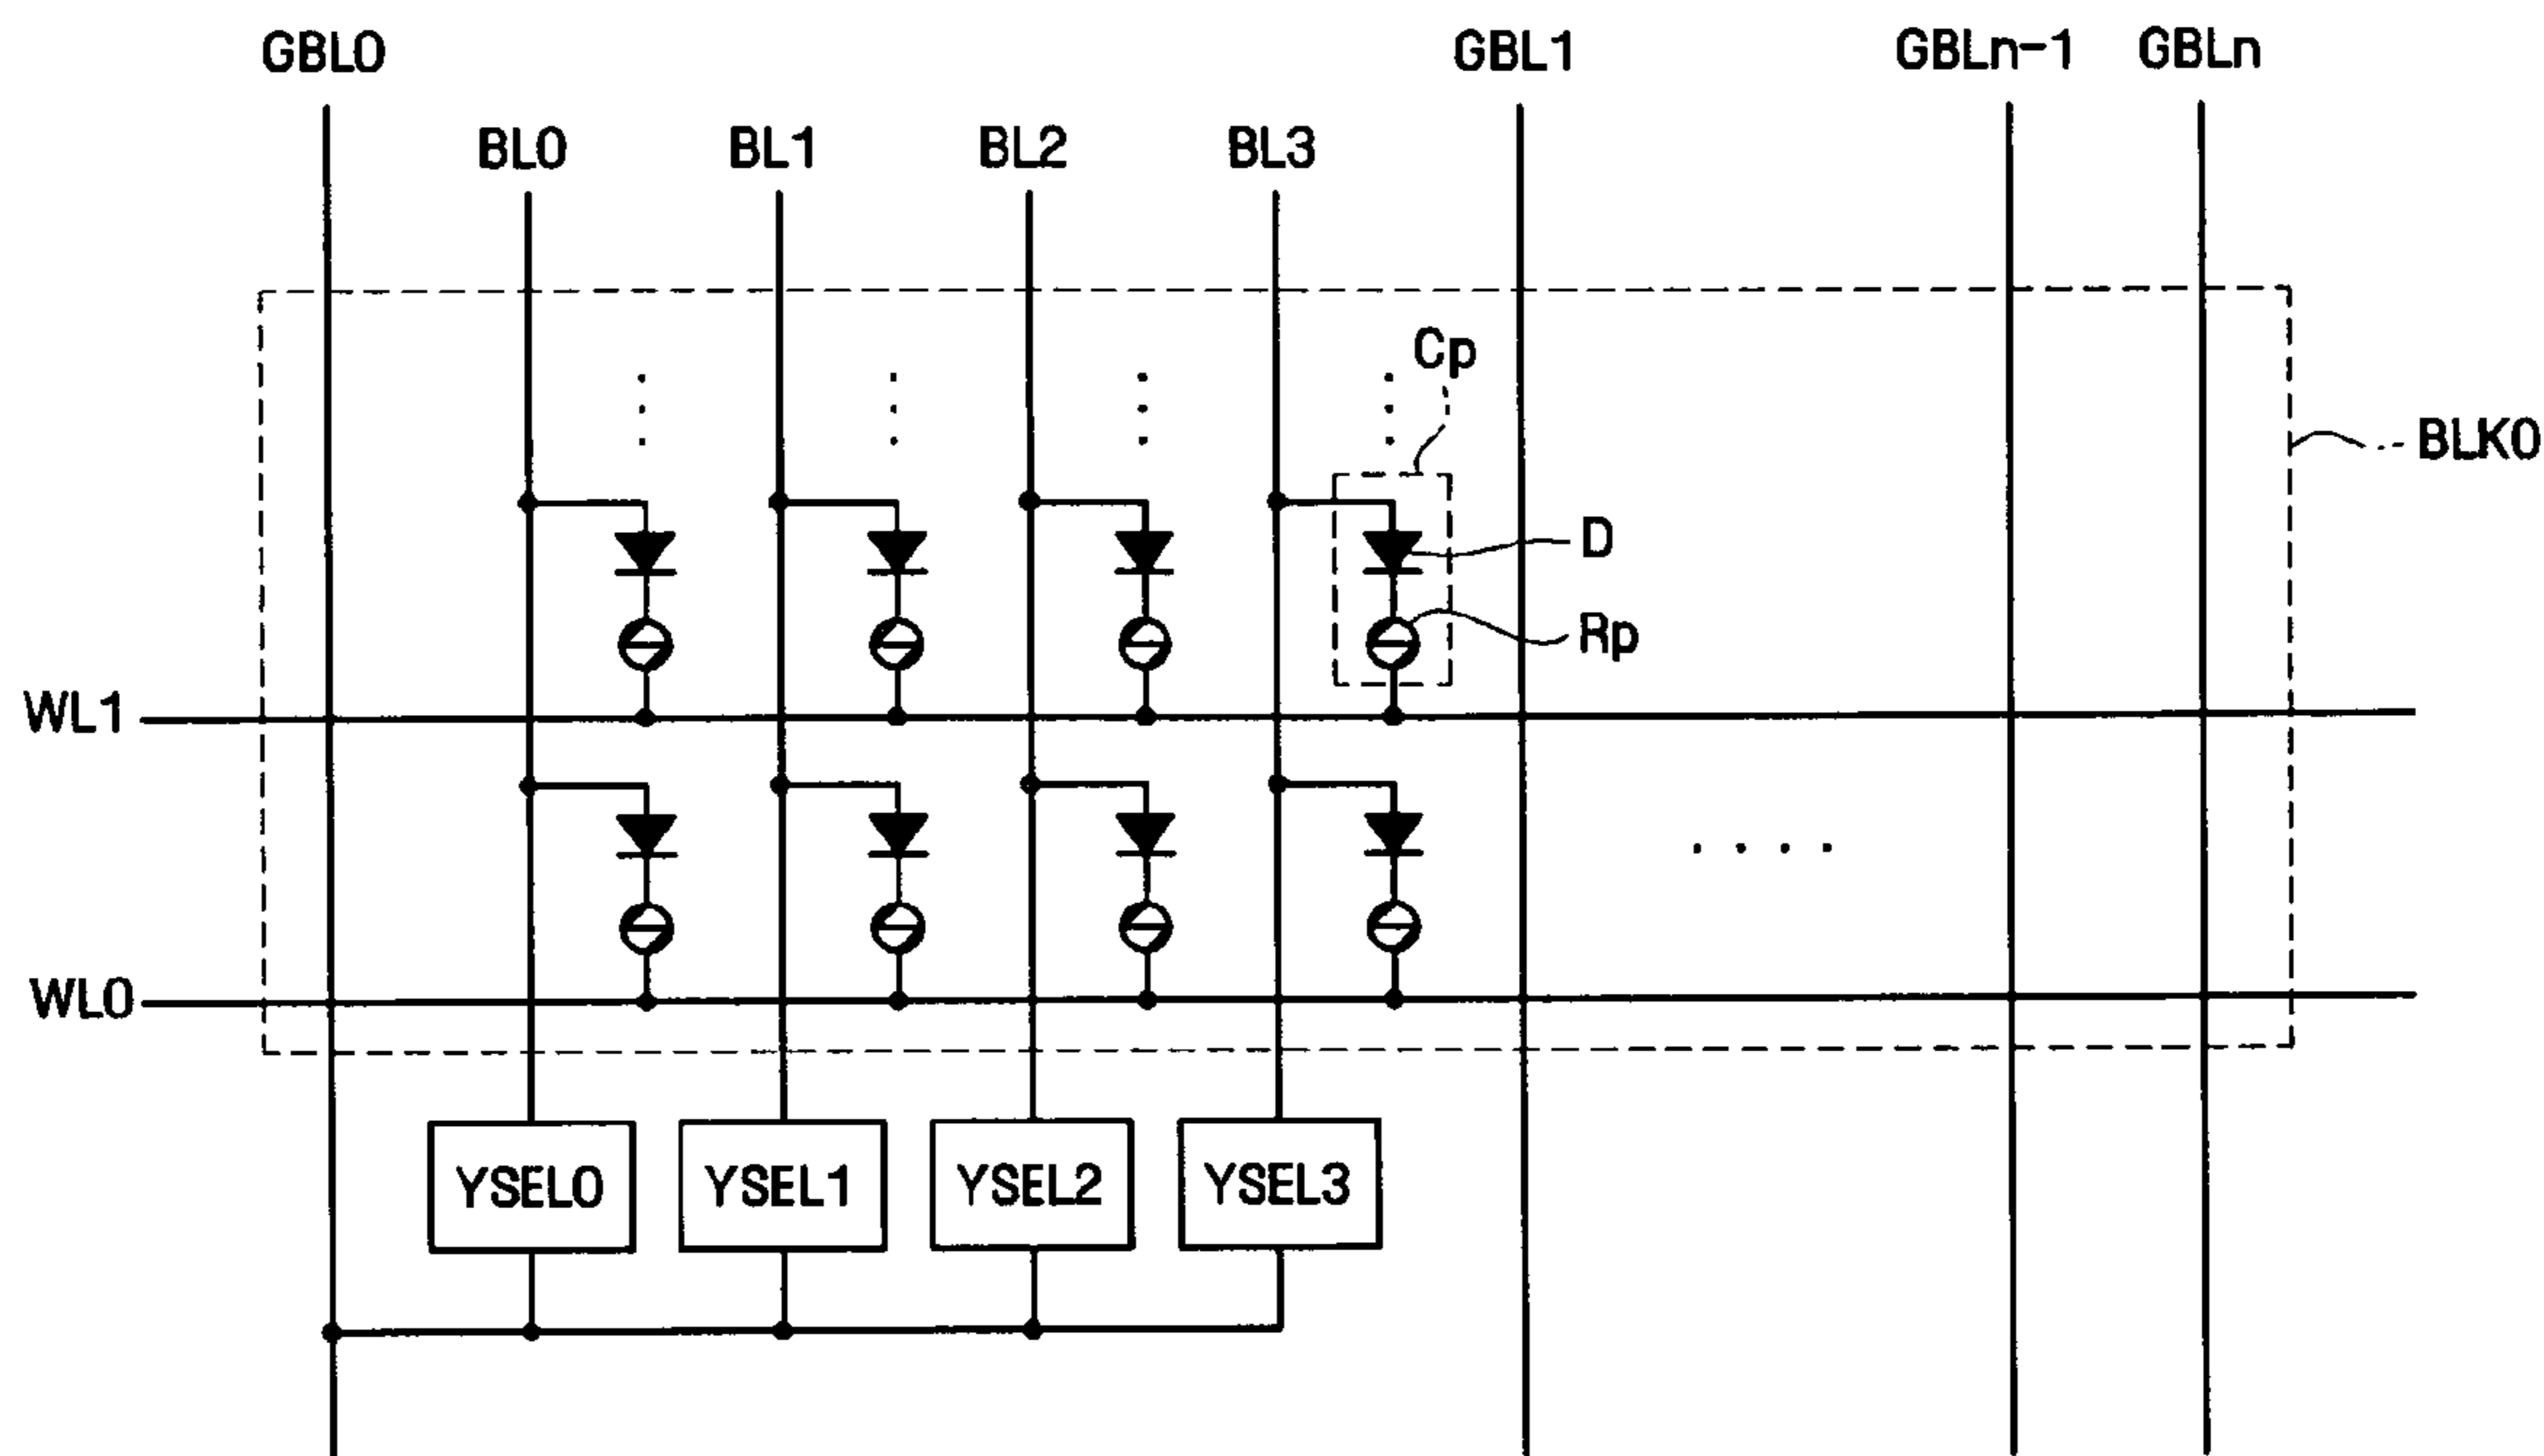 GBL0 GBL1 GBLn-1 GBLn
BL0 BL1 BL2 BL3
Cp
BLK0
D
Rp
WL1
WL0
YSEL0 YSEL1 YSEL2 YSEL3